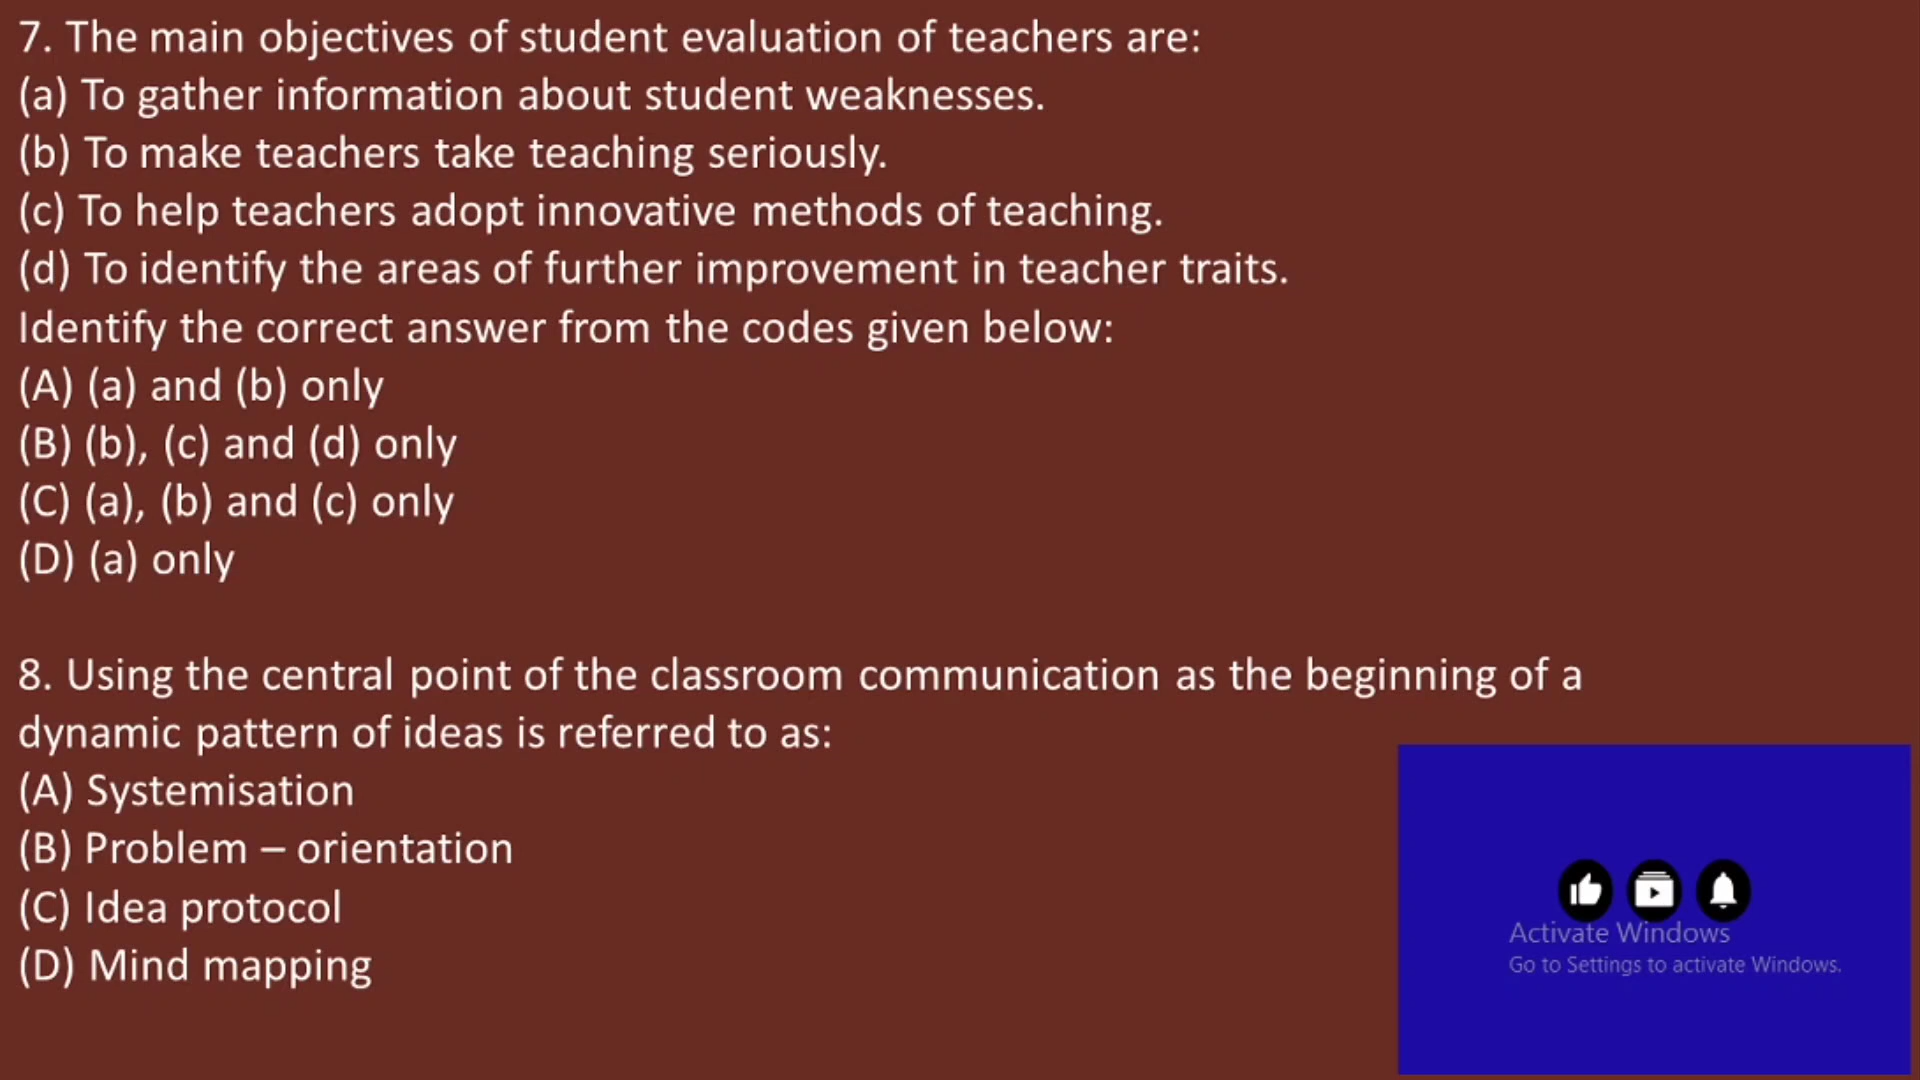 7. The main objectives of student evaluation of teachers are:
(a) To gather information about student weaknesses.
(b) To make teachers take teaching seriously.
(c) To help teachers adopt innovative methods of teaching.
(d) To identify the areas of further improvement in teacher traits.
Identify the correct answer from the codes given below:
(A) (a) and (b) only
(B) (b), (c) and (d) only
(C) (a), (b) and (c) only
(D) (a) only
8. Using the central point of the classroom communication as the beginning of a
dynamic pattern of ideas is referred to as:
(A) Systemisation
(B) Problem – orientation
(C) Idea protocol
(D) Mind mapping
Activate Windows
Go to Settings to activate Windows.